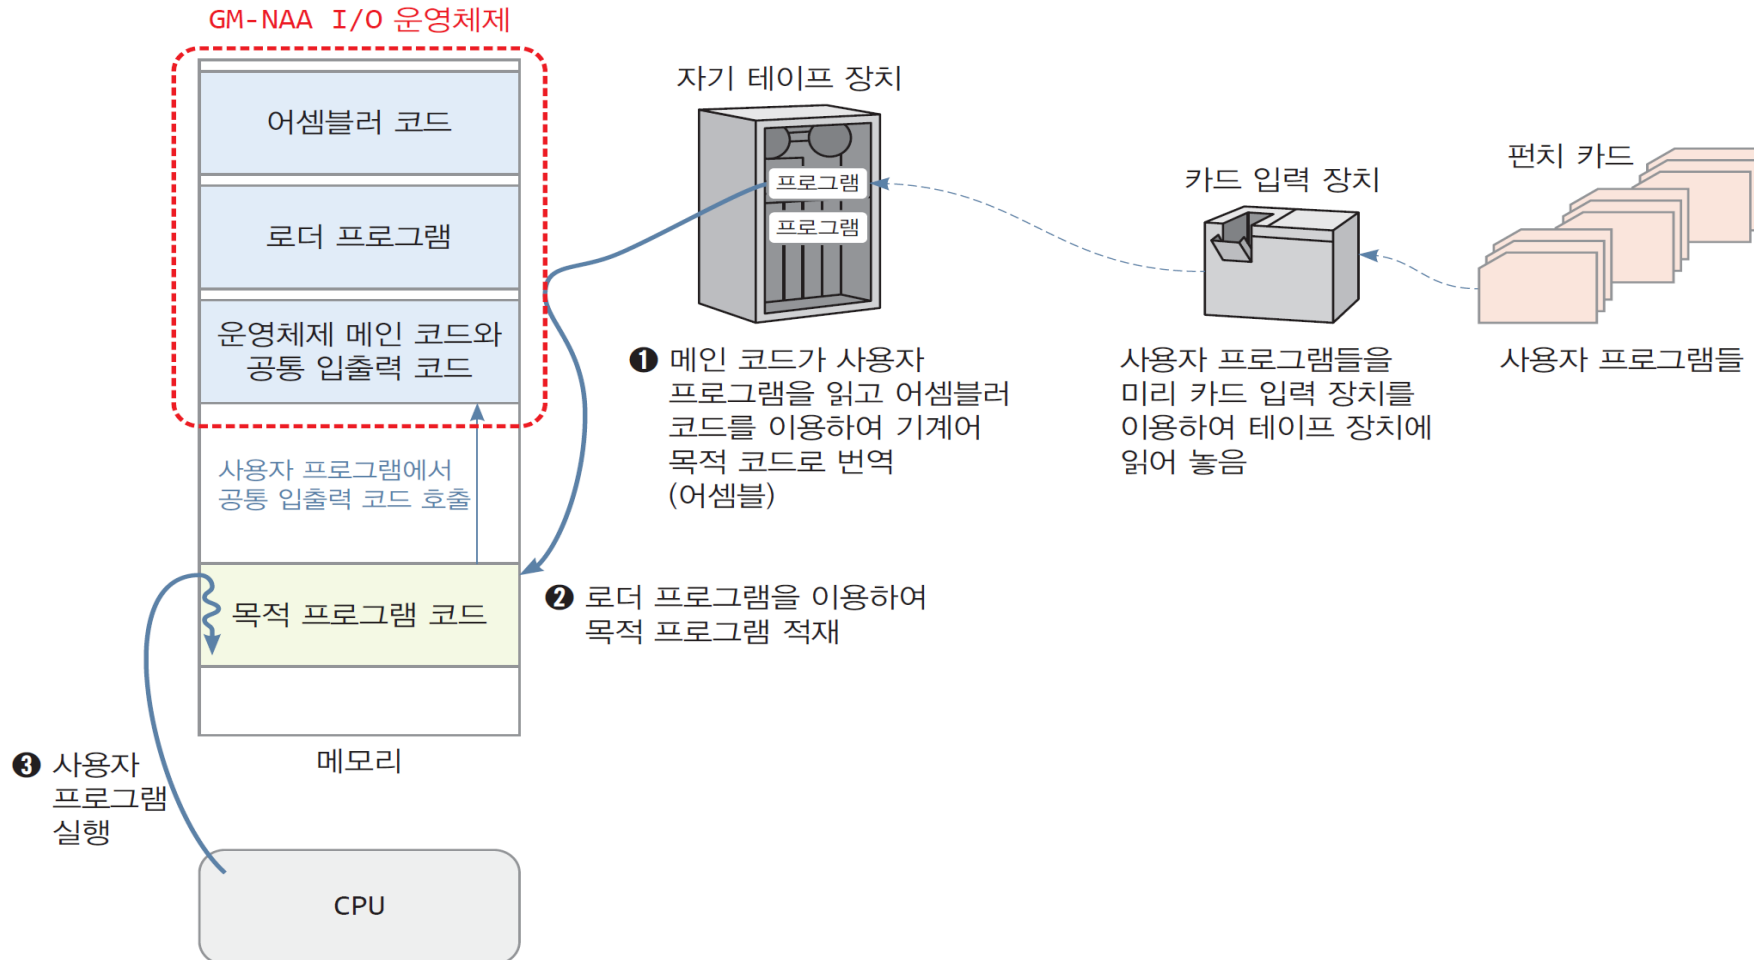 GM-NAA I/O 운영체제
어셈블러 코드
로더 프로그램
운영체제 메인 코드와
공통 입출력 코드
사용자 프로그램에서
공통 입출력 코드 호출
목적 프로그램 코드
메모리
❸ 사용자
프로그램
실행
CPU
자기 테이프 장치
프로그램
프로그램
❶ 메인 코드가 사용자
프로그램을 읽고 어셈블러
코드를 이용하여 기계어
목적 코드로 번역
(어셈블)
❷ 로더 프로그램을 이용하여
목적 프로그램 적재
카드 입력 장치
사용자 프로그램들을
미리 카드 입력 장치를
이용하여 테이프 장치에
읽어 놓음
펀치 카드
사용자 프로그램들